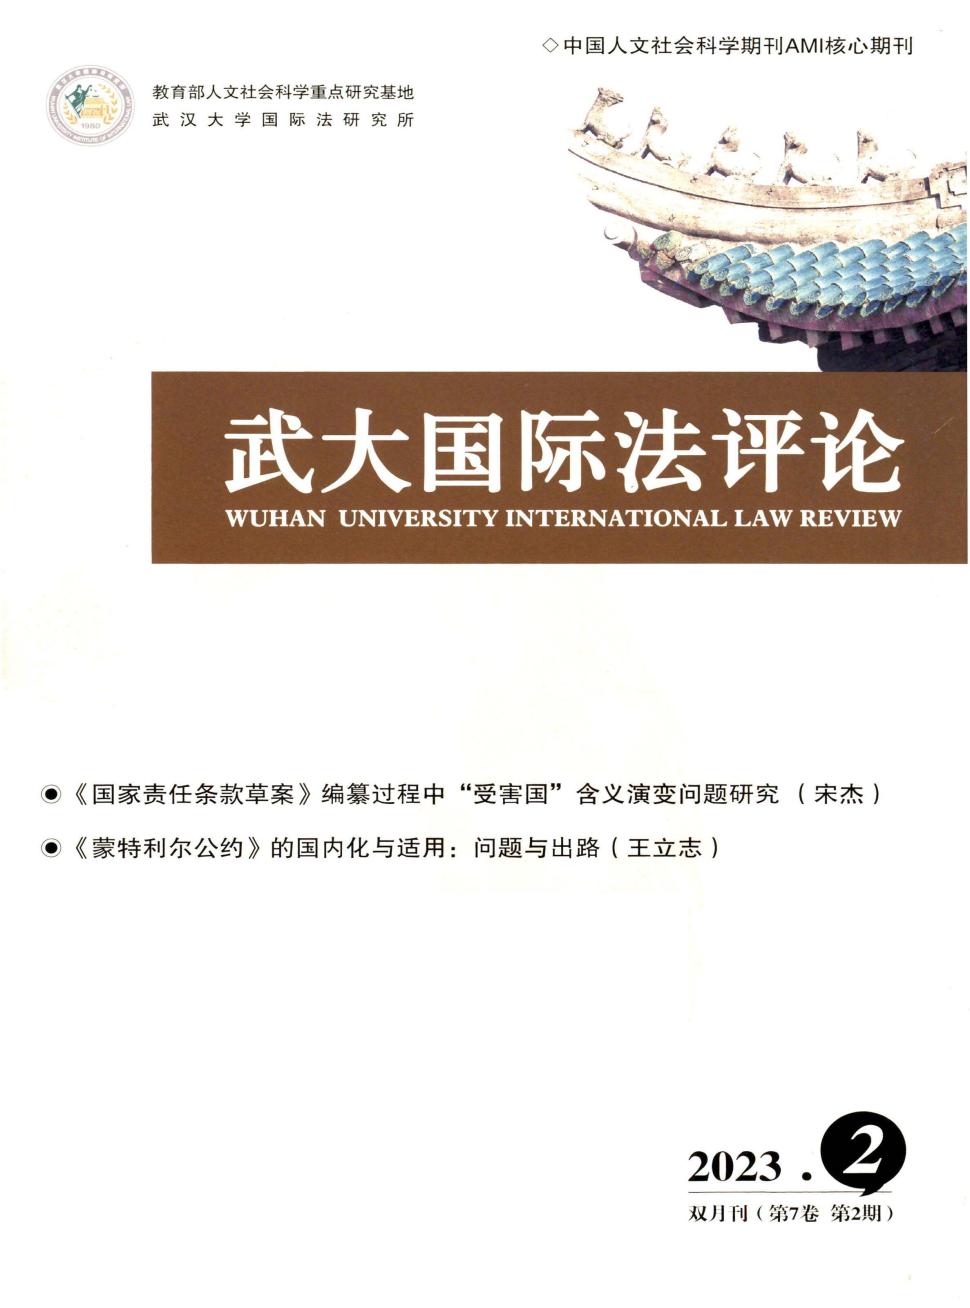 ◇中国人文社会科学期刊AMI核心期刊
教育部人文社会科学重点研究基地
武汉大学国际法研究所
1980
武大国际法评论
WUHAN UNIVERSITY INTERNATIONAL LAW REVIEW
◉《国家责任条款草案》编纂过程中“受害国”含义演变问题研究（宋杰）
◉《蒙特利尔公约》的国内化与适用：问题与出路（王立志）
2023.2
双月刊（第7卷 第2期）